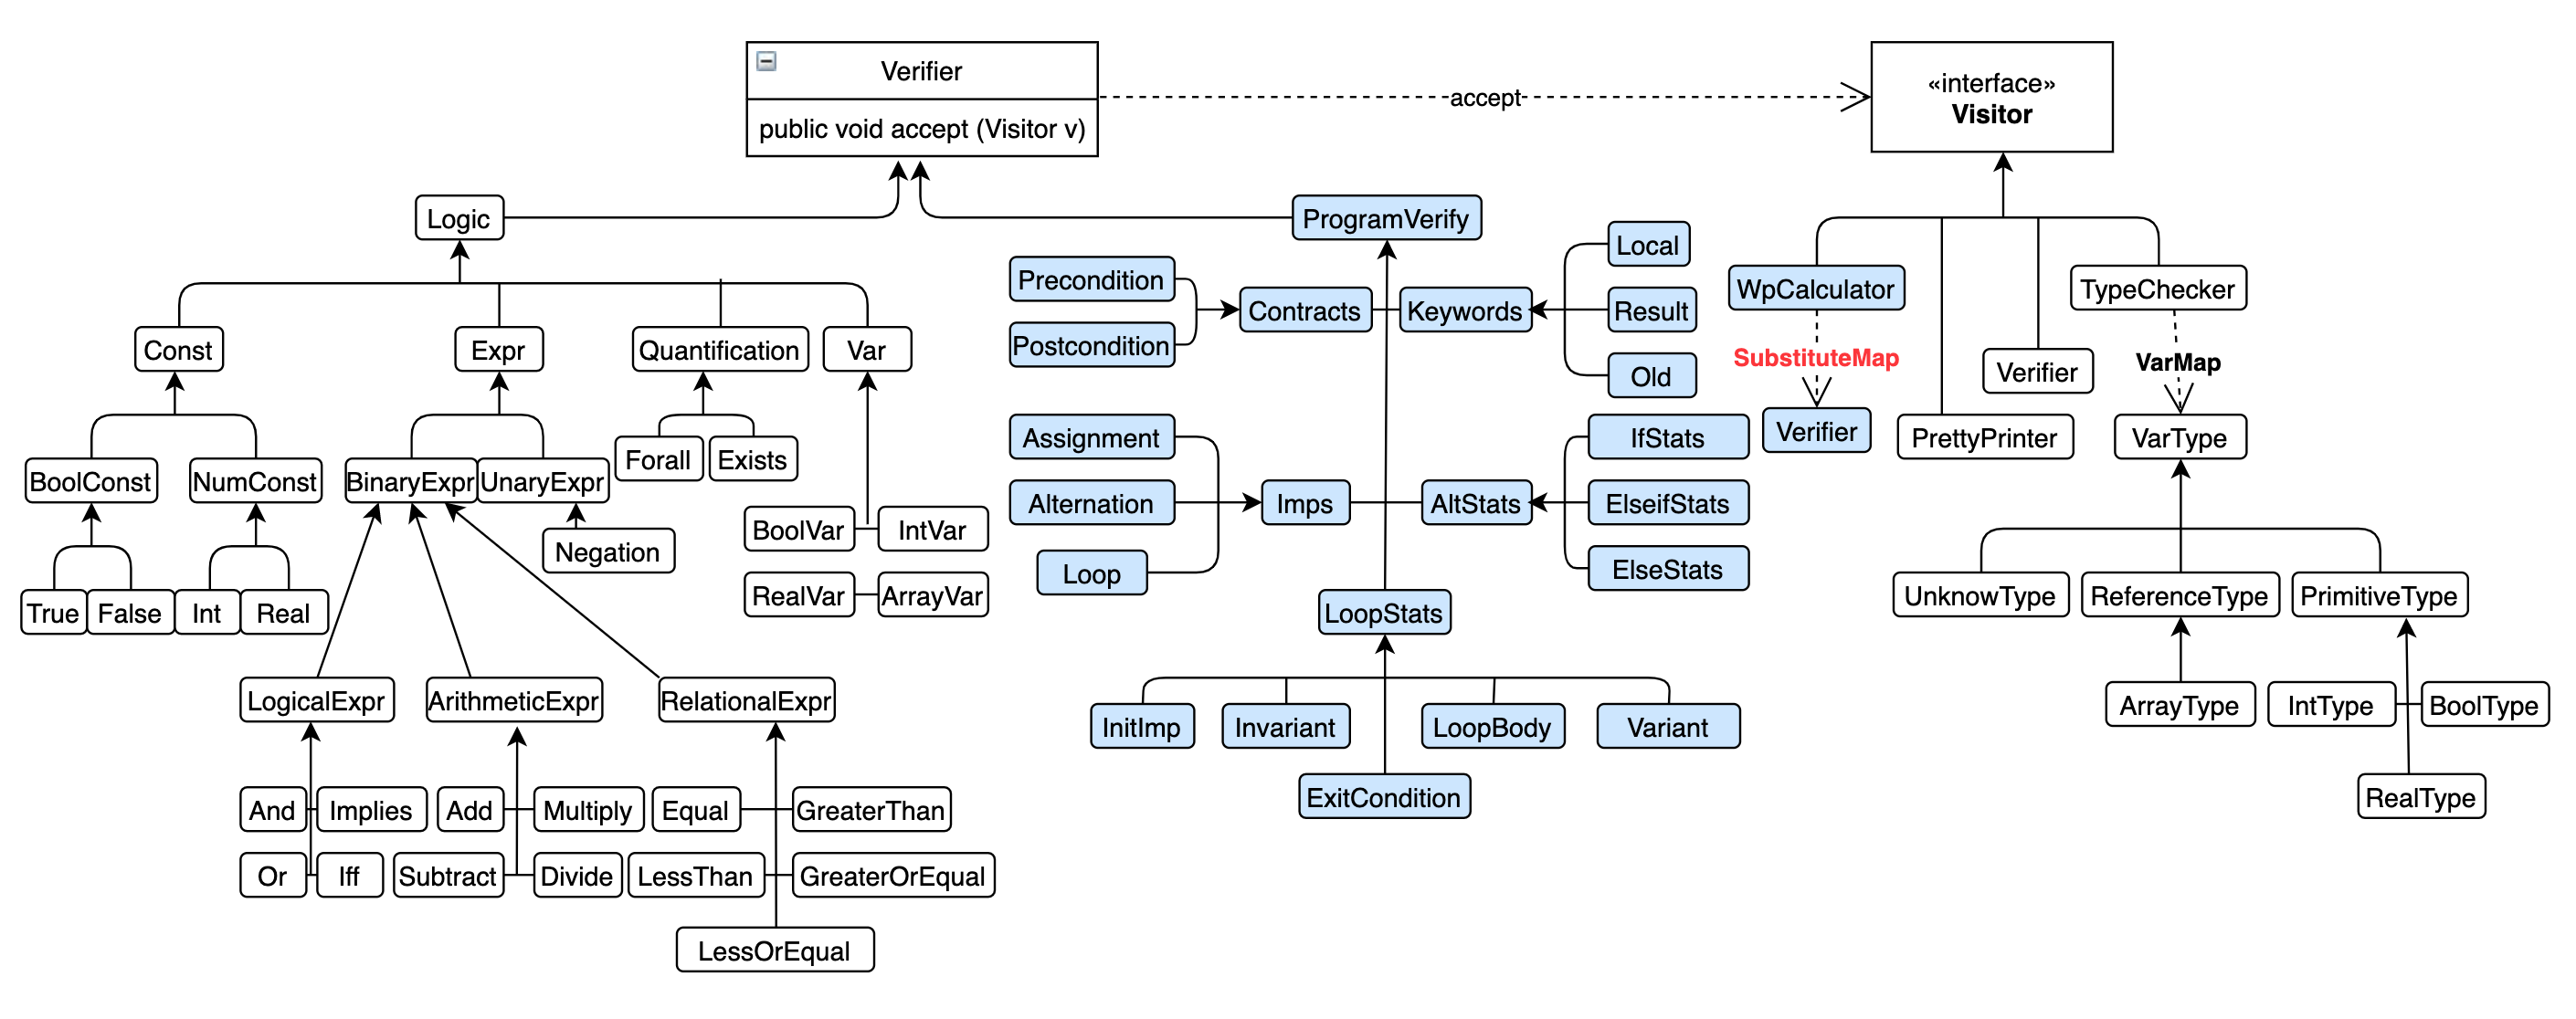 Verifier
public void accept (Visitor v)
accept
«interface»
Visitor
Logic
ProgramVerify
Const
Expr
Quantification
Var
BoolConst
NumConst
BinaryExpr
UnaryExpr
Forall
Exists
Negation
BoolVar
IntVar
RealVar
ArrayVar
True
False
Int
Real
LogicalExpr
ArithmeticExpr
RelationalExpr
And
Implies
Or
Iff
Add
Multiply
Subtract
Divide
Equal
GreaterThan
LessThan
GreaterOrEqual
LessOrEqual
Precondition
Postcondition
Contracts
Keywords
Local
Result
Old
Assignment
Alternation
Loop
Imps
AltStats
IfStats
ElseifStats
ElseStats
LoopStats
InitImp
Invariant
LoopBody
Variant
ExitCondition
WpCalculator
SubstituteMap
Verifier
PrettyPrinter
Verifier
TypeChecker
VarMap
VarType
UnknowType
ReferenceType
PrimitiveType
ArrayType
IntType
BoolType
RealType